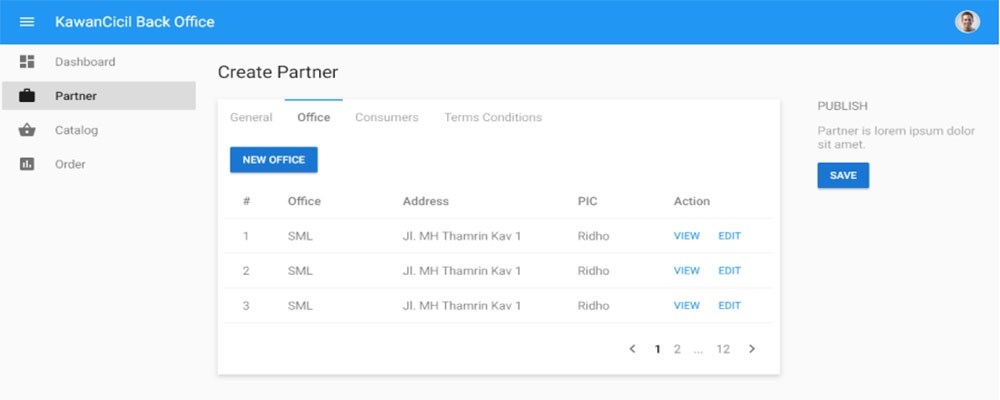 KawanCicil Back Office
Dashboard
Partner
Catalog
Order
Create Partner
General Office Consumers Terms Conditions
NEW OFFICE
# Office Address PIC Action
1 SML Jl. MH Thamrin Kav 1 Ridho VIEW EDIT
2 SML Jl. MH Thamrin Kav 1 Ridho VIEW EDIT
3 SML Jl. MH Thamrin Kav 1 Ridho VIEW EDIT
< 1 2 ... 12 >
PUBLISH
Partner is lorem ipsum dolor
sit amet.
SAVE